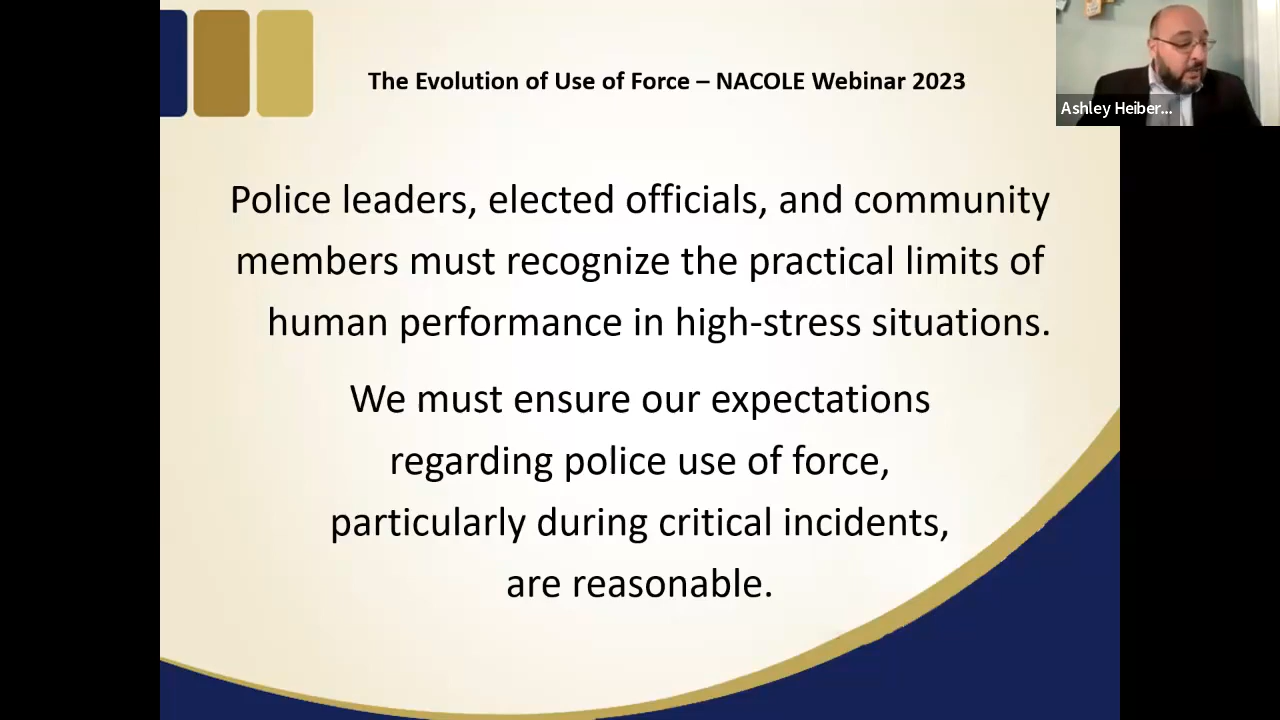 The Evolution of Use of Force – NACOLE Webinar 2023
Ashley Heiber...
Police leaders, elected officials, and community
members must recognize the practical limits of
human performance in high-stress situations.
We must ensure our expectations
regarding police use of force,
particularly during critical incidents,
are reasonable.